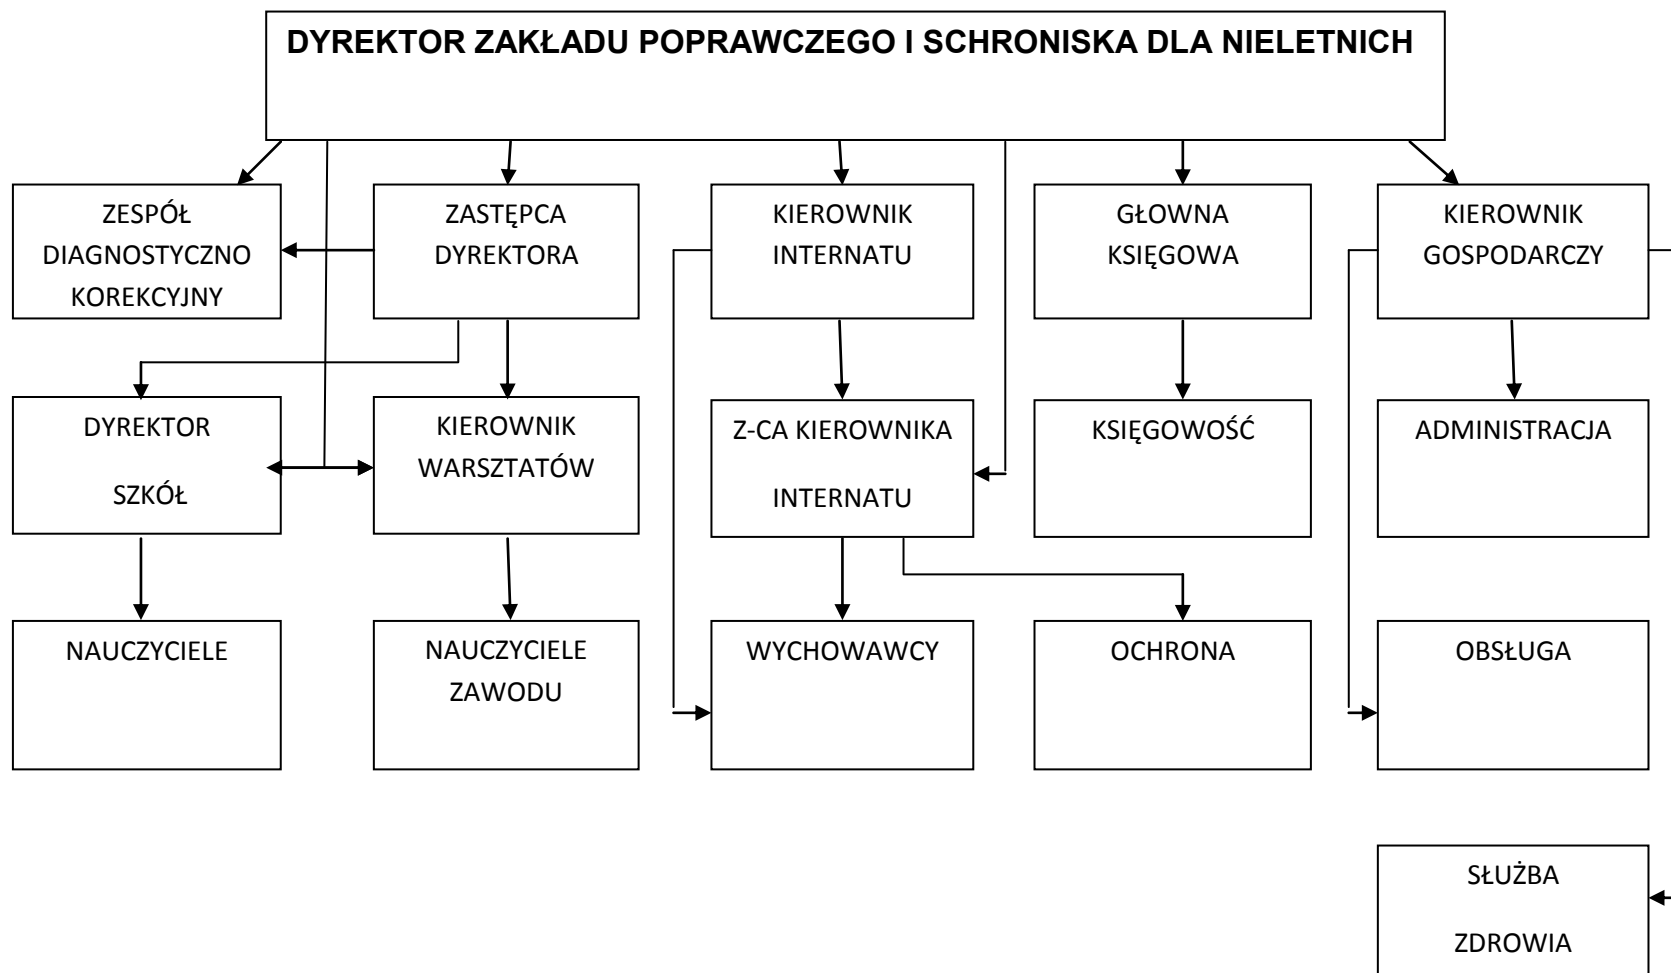 DYREKTOR ZAKŁADU POPRAWCZEGO I SCHRONISKA DLA NIELETNICH
ZESPÓŁ
DIAGNOSTYCZNO
KOREKCYJNY
ZASTĘPCA
DYREKTORA
KIEROWNIK
INTERNATU
GŁOWNA
KSIĘGOWA
KIEROWNIK
GOSPODARCZY
DYREKTOR
SZKÓŁ
KIEROWNIK
WARSZTATÓW
Z-CA KIEROWNIKA
INTERNATU
KSIĘGOWOŚĆ
ADMINISTRACJA
NAUCZYCIELE
NAUCZYCIELE
ZAWODU
WYCHOWAWCY
OCHRONA
OBSŁUGA
SŁUŻBA
ZDROWIA